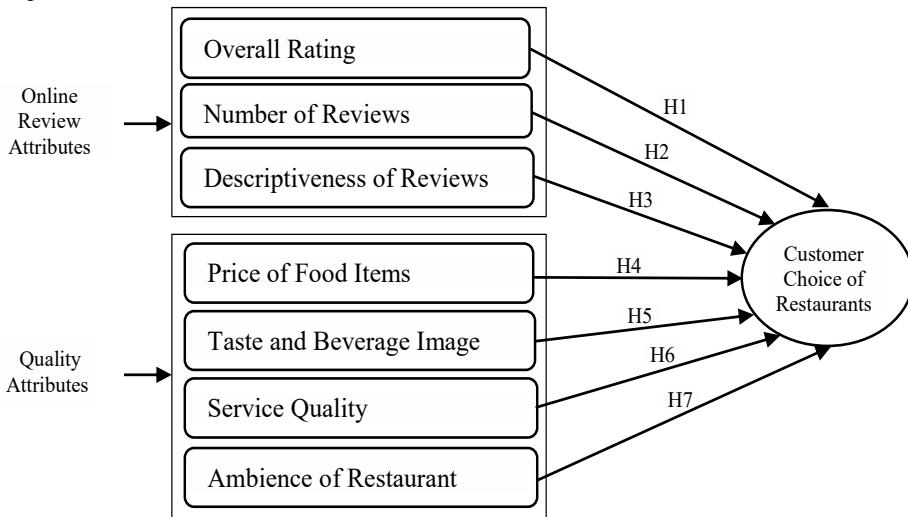 Overall Rating
Online
Review
Attributes
Number of Reviews
Descriptiveness of Reviews
H1
H2
H3
Customer
Choice of
Restaurants
Price of Food Items
H4
Taste and Beverage Image
H5
Quality
Attributes
Service Quality
H6
Ambience of Restaurant
H7